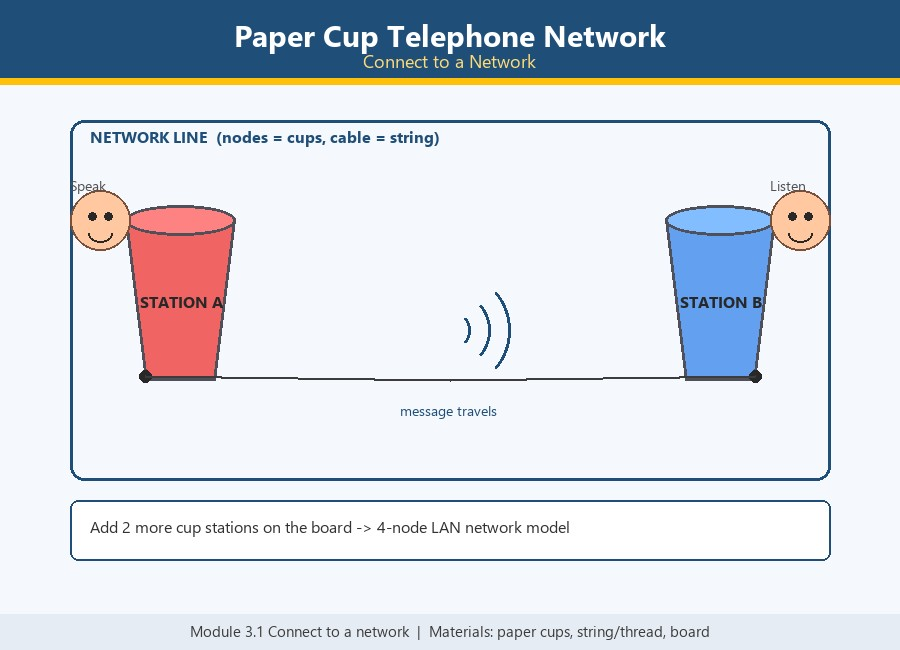 Paper Cup Telephone Network
Connect to a Network
NETWORK LINE  (nodes = cups, cable = string)
Speak
Listen
STATION A
STATION B
message travels
Add 2 more cup stations on the board -> 4-node LAN network model
Module 3.1 Connect to a network  |  Materials: paper cups, string/thread, board